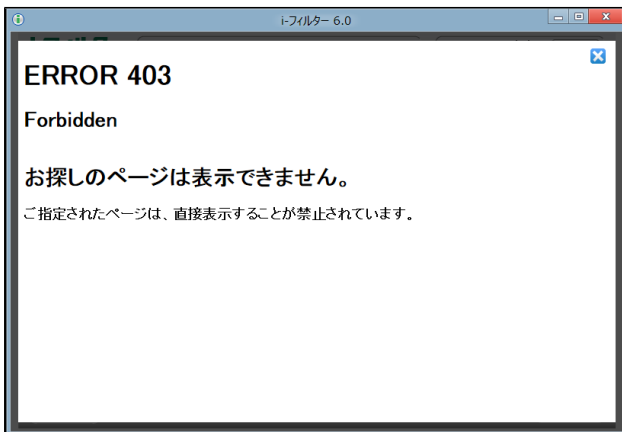 i-フィルター 6.0
ERROR 403
Forbidden
お探しのページは表示できません。
ご指定されたページは、直接表示することが禁止されています。